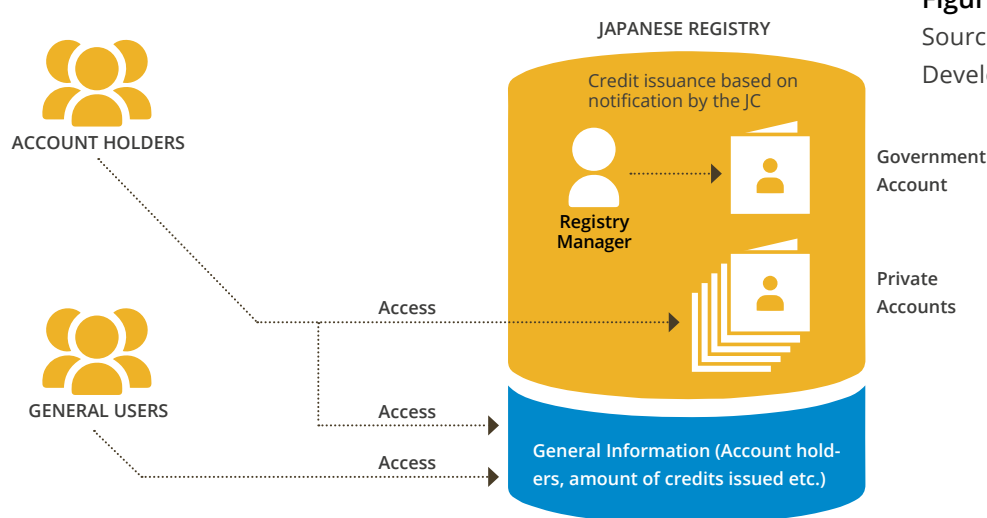 Figur
Sourc
Devel
JAPANESE REGISTRY
Credit issuance based on
notification by the JC
ACCOUNT HOLDERS
Government
Account
Registry
Manager
Private
Accounts
Access
GENERAL USERS
Access
General Information (Account hold-
ers, amount of credits issued etc.)
Access